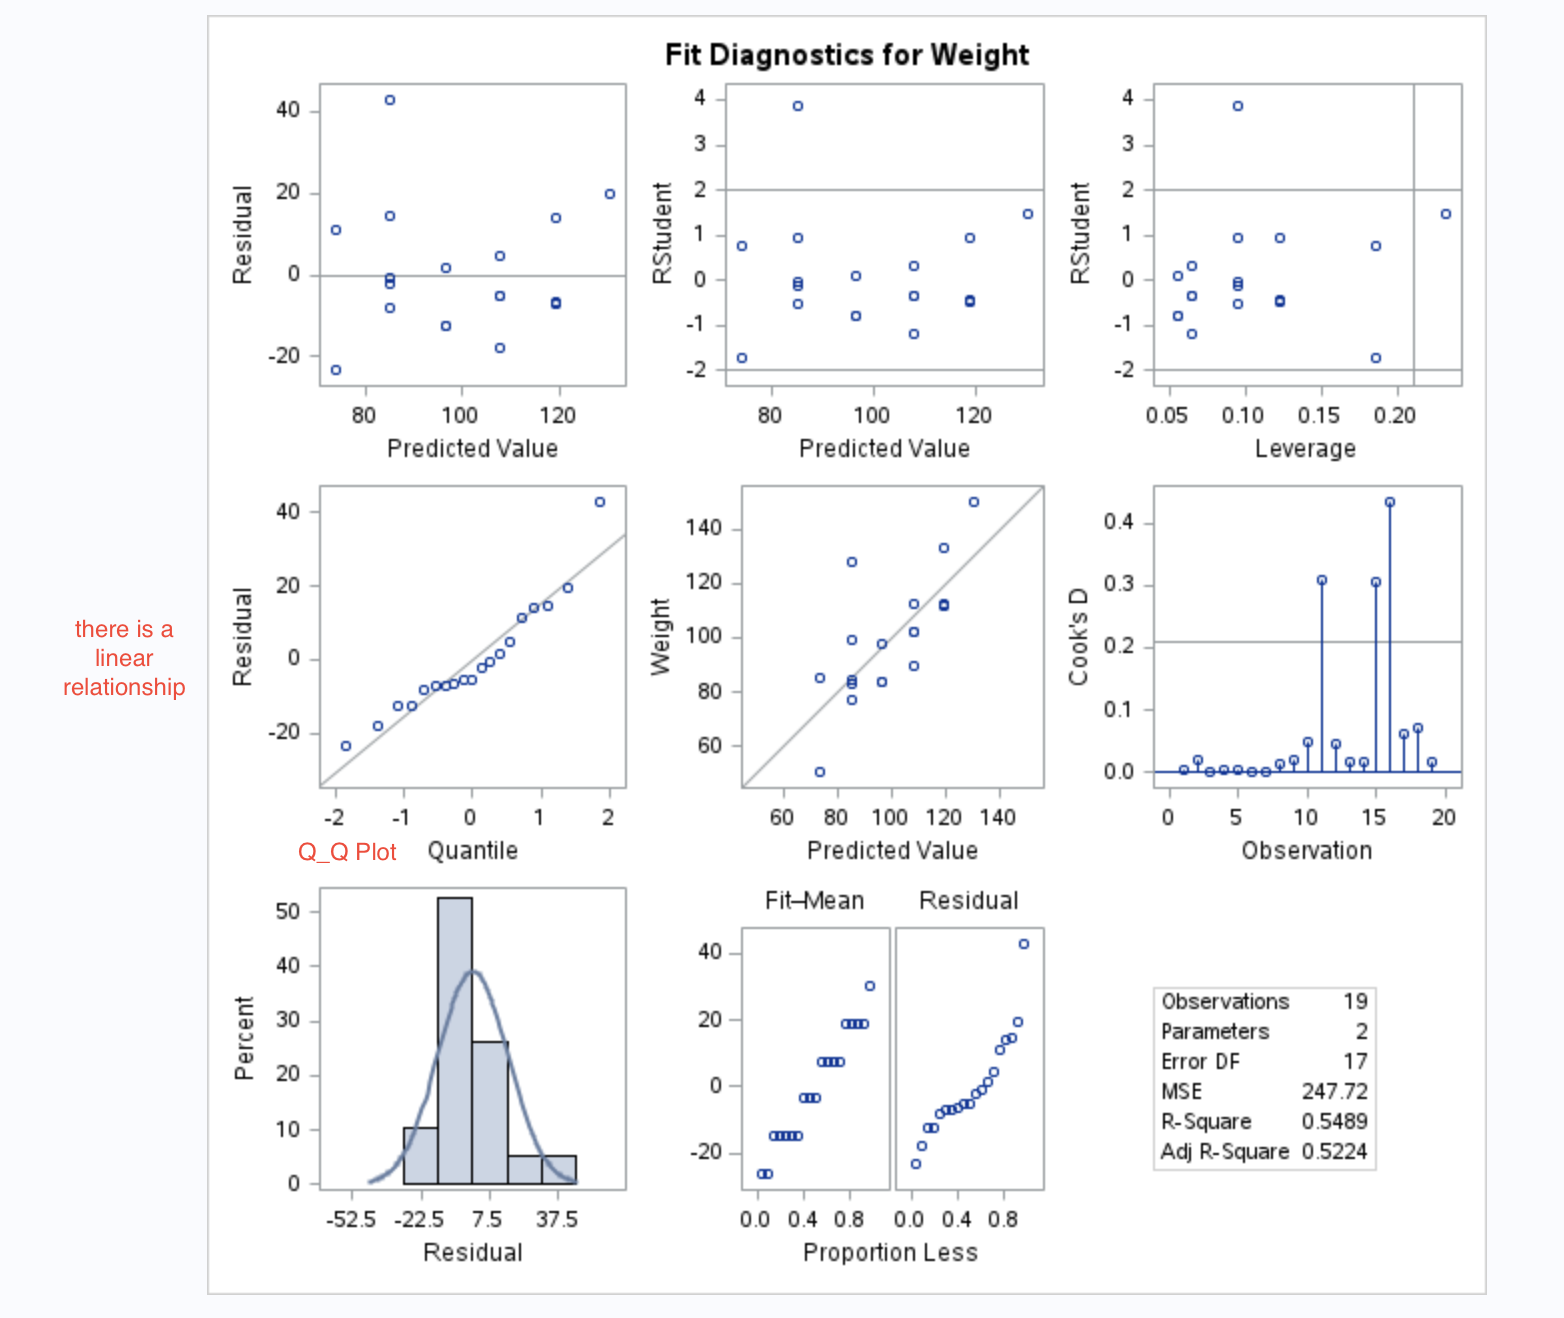 Fit Diagnostics for Weight
40
20
0
-20
Residual
80 100 120
Predicted Value
4
3
2
1
0
-1
-2
RStudent
80 100 120
Predicted Value
4
3
2
1
0
-1
-2
RStudent
0.05 0.10 0.15 0.20
Leverage
there is a
linear
relationship
40
20
0
-20
Residual
-2 -1 0 1 2
Q_Q Plot Quantile
140
120
100
80
60
Weight
60 80 100 120 140
Predicted Value
0.4
0.3
0.2
0.1
0.0
Cook's D
0 5 10 15 20
Observation
50
40
30
20
10
0
Percent
-52.5 -22.5 7.5 37.5
Residual
Fit–Mean Residual
40
20
0
-20
0.0 0.4 0.8 0.0 0.4 0.8
Proportion Less
Observations 19
Parameters 2
Error DF 17
MSE 247.72
R-Square 0.5489
Adj R-Square 0.5224